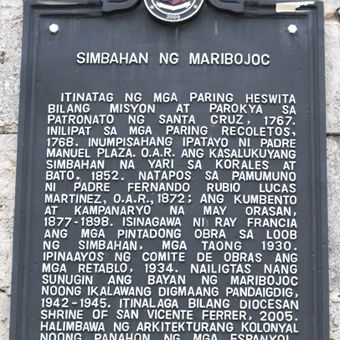 2009
SIMBAHAN NG MARIBOJOC
ITINATAG NG MGA PARING HESWITA
BILANG MISYON AT PAROKYA SA
PATRONATO NG SANTA CRUZ, 1767.
INILIPAT SA MGA PARING RECOLETOS,
1768. INUMPISAHANG IPATAYO NI PADRE
MANUEL PLAZA. O.A.R. ANG KASALUKUYANG
SIMBAHAN NA YARI SA KORALES AT
BATO, 1852. NATAPOS SA PAMUMUNO
NI PADRE FERNANDO RUBIO LUCAS
MARTINEZ, O.A.R., 1872; ANG KUMBENTO
AT KAMPANARYO NA MAY ORASAN,
1877-1898. ISINAGAWA NI RAY FRANCIA
ANG MGA PINTADONG OBRA SA LOOB
NG SIMBAHAN, MGA TAONG 1930.
IPINAAYOS NG COMITE DE OBRAS ANG
MGA RETABLO, 1934. NAILIGTAS NANG
SUNUGIN ANG BAYAN NG MARIBOJOC
NOONG IKALAWANG DIGMAANG PANDAIGDIG,
1942-1945. ITINALAGA BILANG DIOCESAN
SHRINE OF SAN VICENTE FERRER, 2005.
HALIMBAWA NG ARKITEKTURANG KOLONYAL
NOONG PANAHON NG MGA ESPANYOL